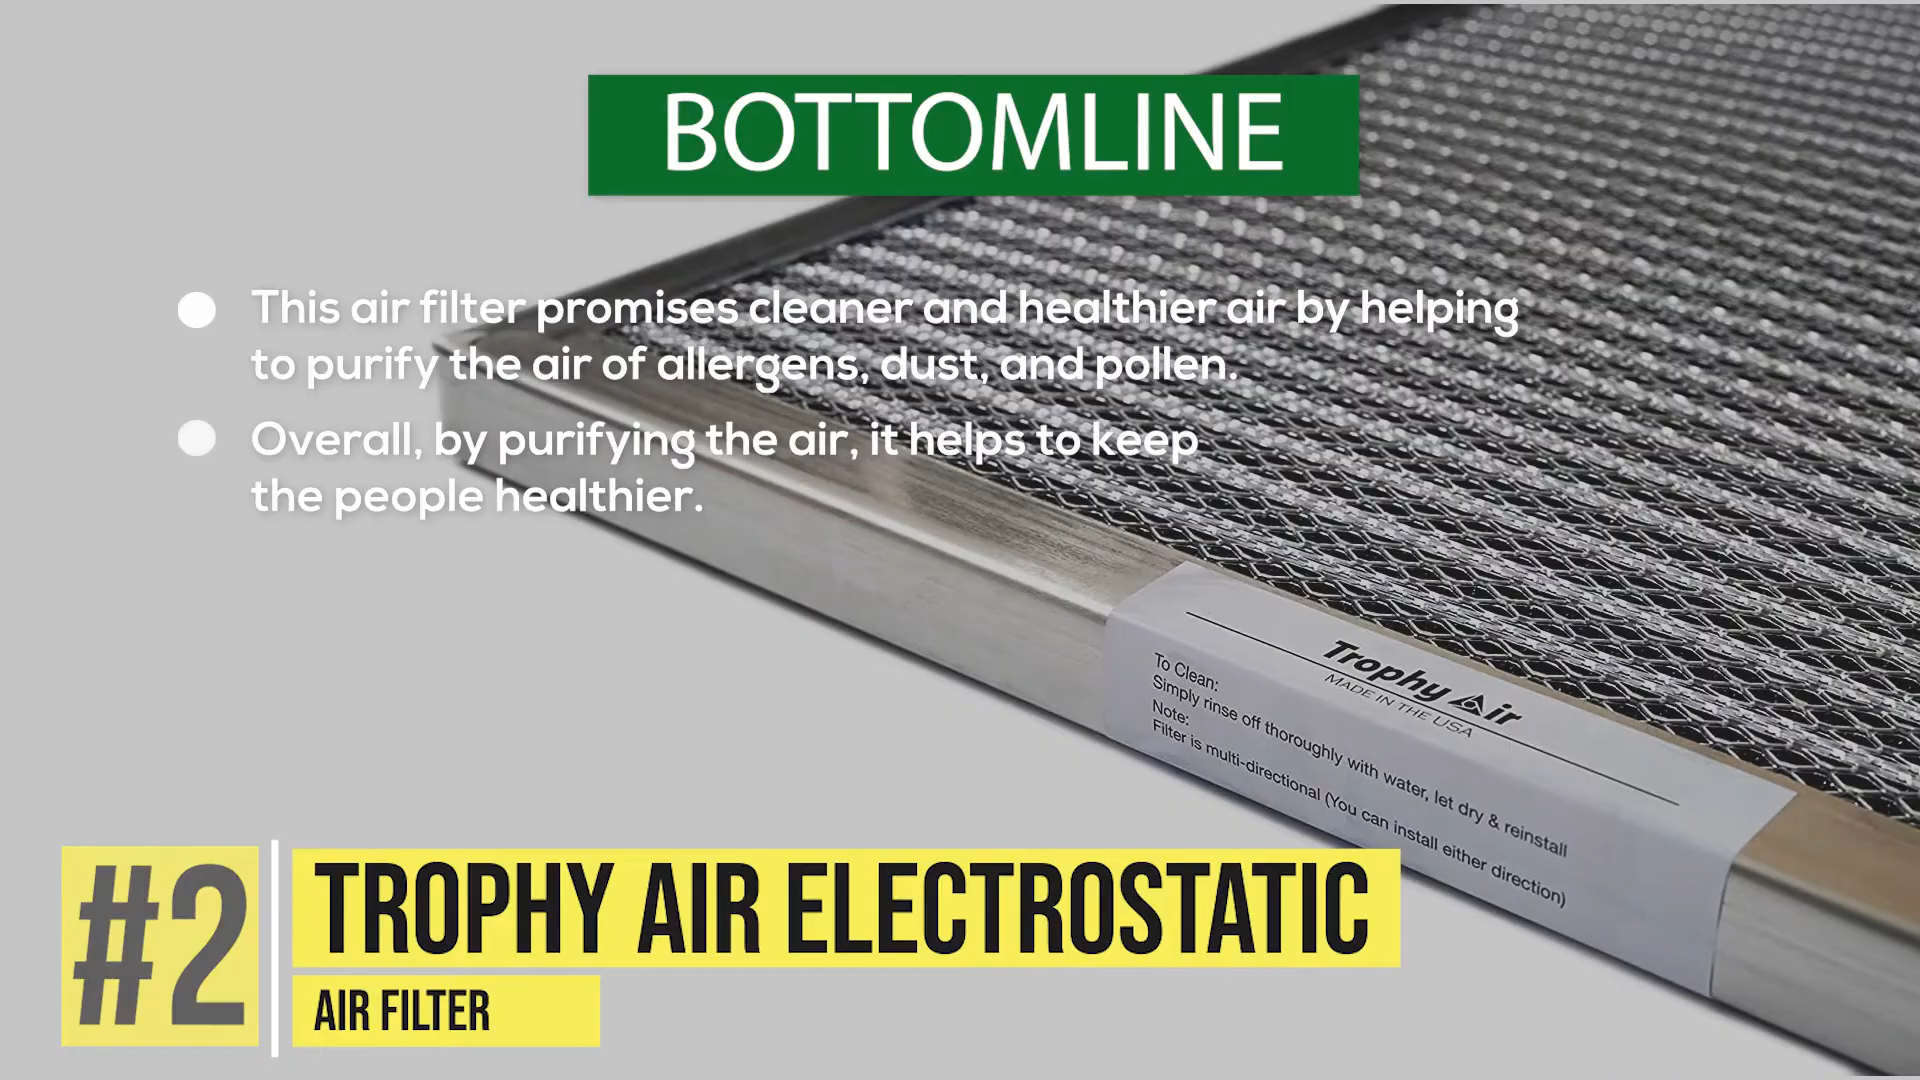 BOTTOMLINE
This air filter promises cleaner and healthier air by helping
to purify the air of allergens, dust, and pollen.
Overall, by purifying the air, it helps to keep
the people healthier.
Trophy Air
MADE IN THE USA
To Clean:
Simply rinse off thoroughly with water, let dry & reinstall
Note:
Filter is multi-directional (You can install either direction)
#2
TROPHY AIR ELECTROSTATIC
AIR FILTER